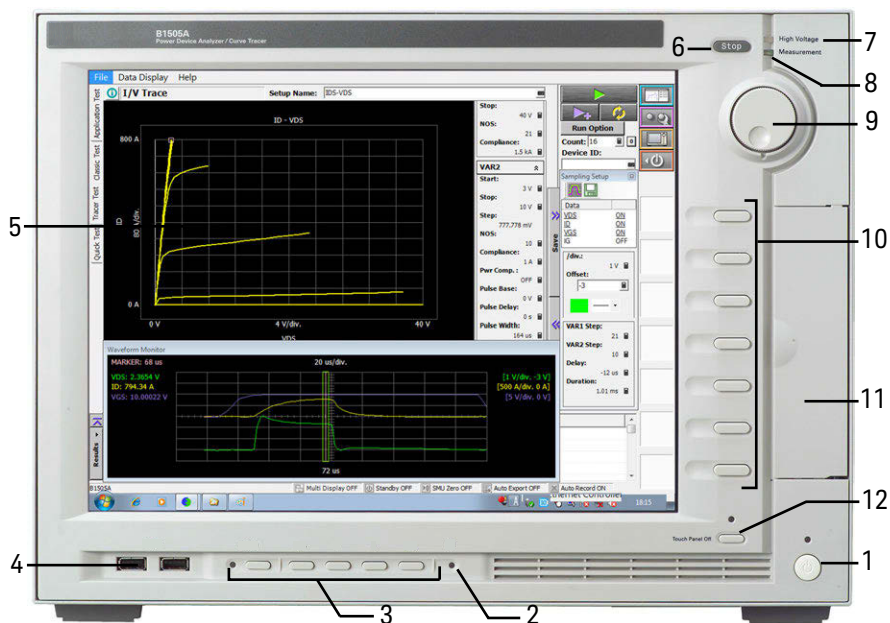 B1505A
Power Device Analyzer / Curve Tracer
6
Stop
High Voltage
7
Measurement
8
9
10
11
12
1
2
3
4
5
File Data Display Help
I/V Trace
Setup Name: IDS-VDS
Application Test
Classic Test
Tracer Test
Quick Test
ID - VDS
800 A
ID
80 A/div.
0 A
0 V
4 V/div.
40 V
VDS
Stop:
40 V
NOS:
21
Compliance:
1.5 kA
VAR2
Start:
3 V
Stop:
10 V
Step:
777.778 mV
NOS:
10
Compliance:
1 A
Pwr Comp. :
OFF
Pulse Base:
0 V
Pulse Delay:
0 s
Pulse Width:
164 us
Save
Run Option
Count: 16
Device ID:
Sampling Setup
Data
VDS ON
ID ON
VGS ON
IG OFF
/div.:
1 V
Offset:
-3
VAR1 Step:
21
VAR2 Step:
10
Delay:
-12 us
Duration:
1.01 ms
Waveform Monitor
MARKER: 68 us
20 us/div.
VDS: 2.3654 V
[1 V/div. -3 V]
ID: 794.34 A
[500 A/div. 0 A]
VGS: 10.00022 V
[5 V/div. 0 V]
72 us
Results
B1505A
Multi Display OFF
Standby OFF
SMU Zero OFF
Auto Export OFF
Auto Record ON
18:15
Touch Panel Off